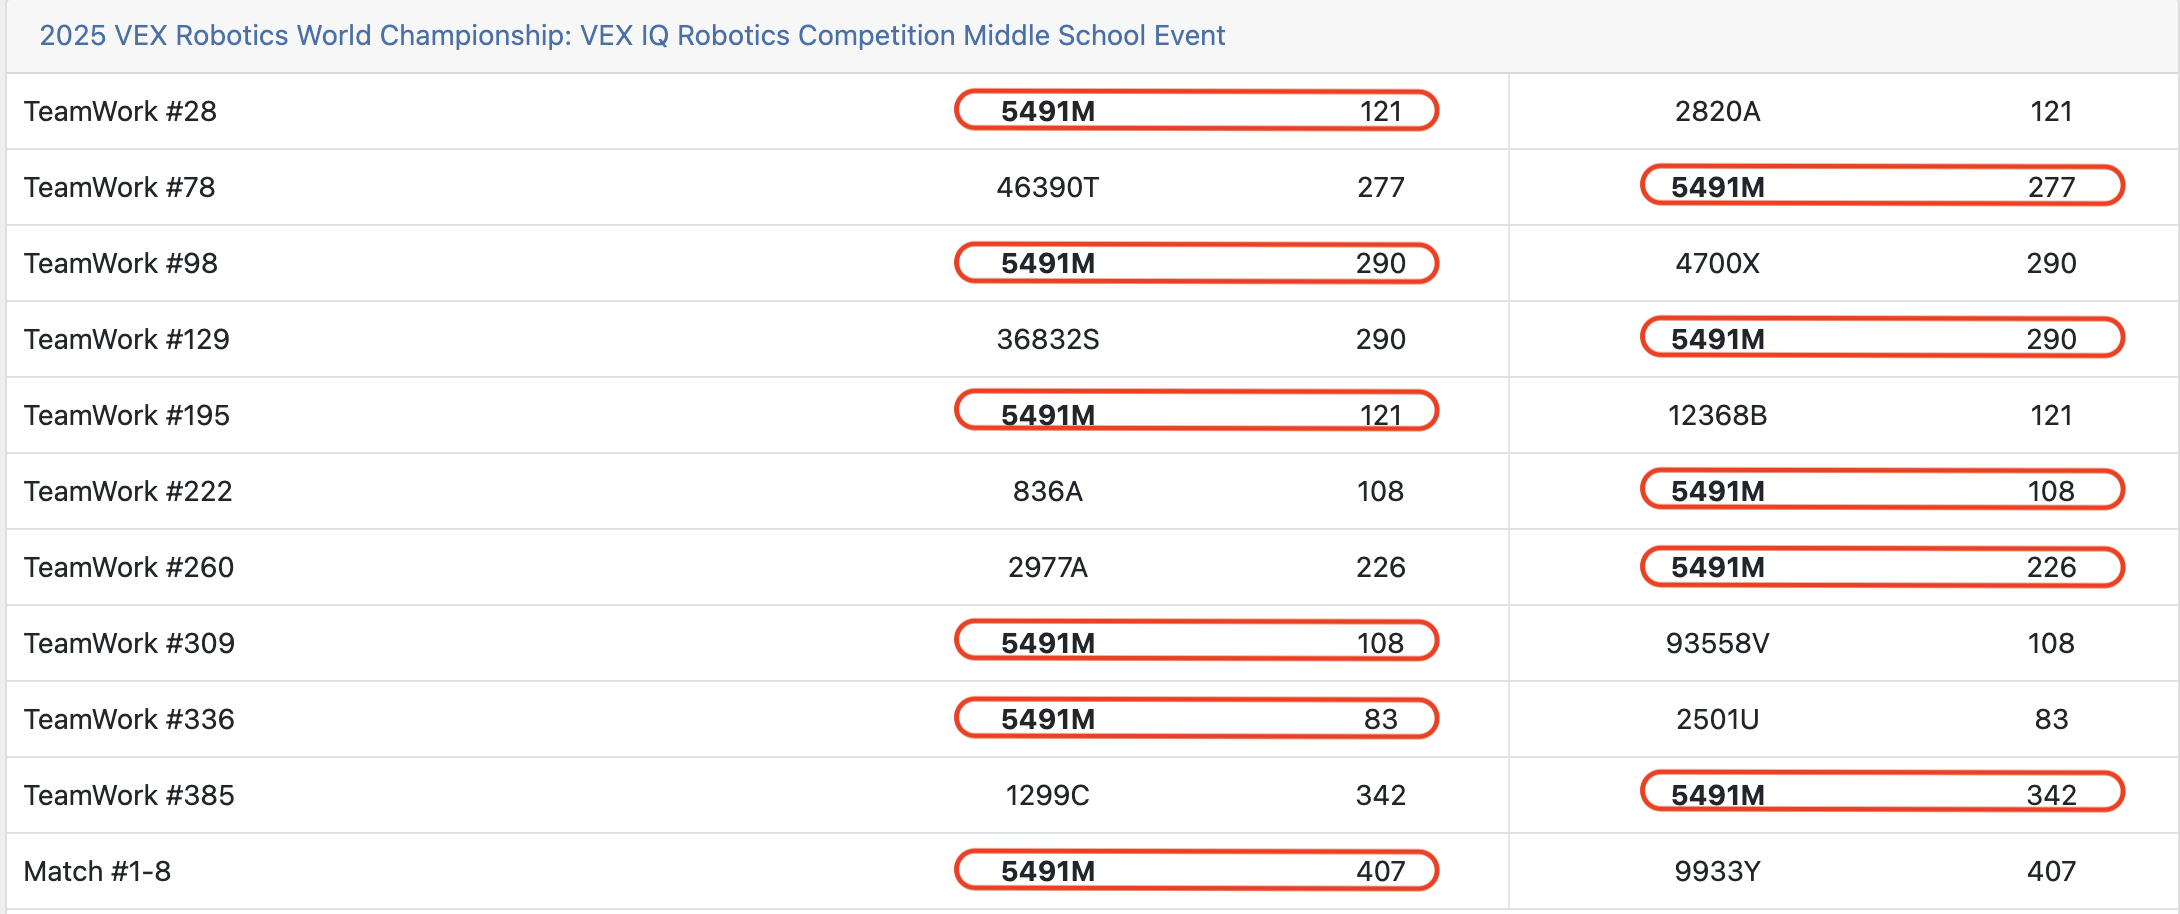 2025 VEX Robotics World Championship: VEX IQ Robotics Competition Middle School Event
TeamWork #28 5491M 121 2820A 121
TeamWork #78 46390T 277 5491M 277
TeamWork #98 5491M 290 4700X 290
TeamWork #129 36832S 290 5491M 290
TeamWork #195 5491M 121 12368B 121
TeamWork #222 836A 108 5491M 108
TeamWork #260 2977A 226 5491M 226
TeamWork #309 5491M 108 93558V 108
TeamWork #336 5491M 83 2501U 83
TeamWork #385 1299C 342 5491M 342
Match #1-8 5491M 407 9933Y 407